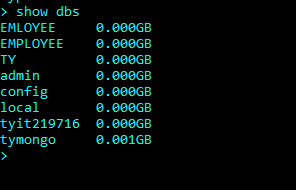 > show dbs
EMLOYEE 0.000GB
EMPLOYEE 0.000GB
TY 0.000GB
admin 0.000GB
config 0.000GB
local 0.000GB
tyit219716 0.000GB
tymongo 0.001GB
>